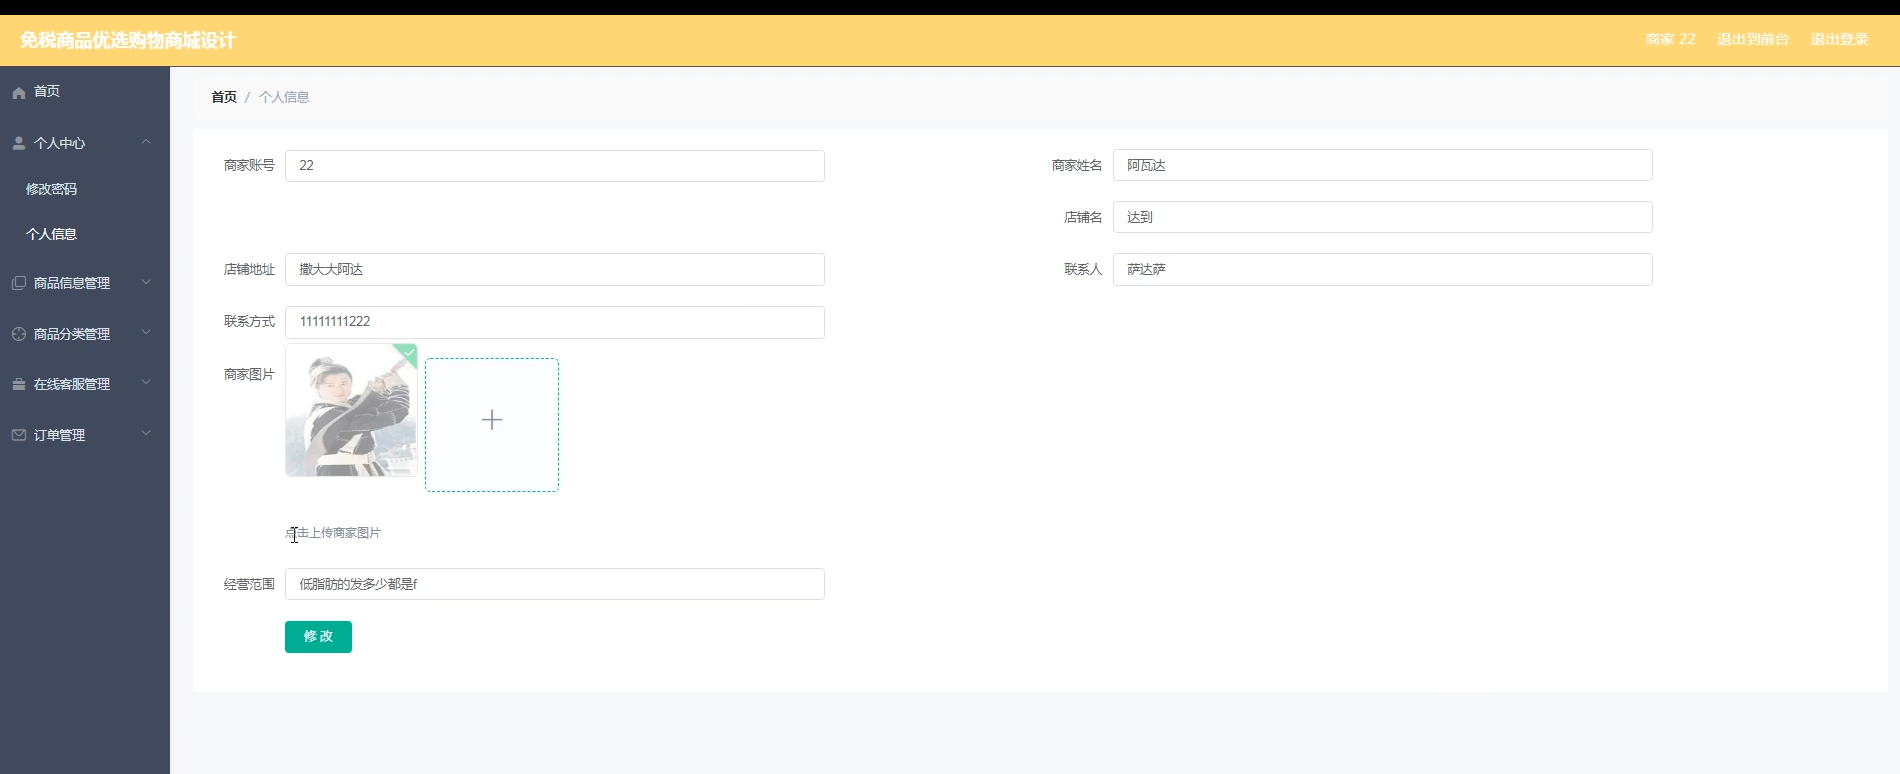 免税商品优选购物商城设计
商家 22 退出到前台 退出登录
首页
个人中心
修改密码
个人信息
商品信息管理
商品分类管理
在线客服管理
订单管理
首页 / 个人信息
商家账号 22
商家姓名 阿瓦达
店铺名 达到
店铺地址 撒大大阿达
联系人 萨达萨
联系方式 11111111222
商家图片
点击上传商家图片
经营范围 低脂肪的发多少都是f
修改